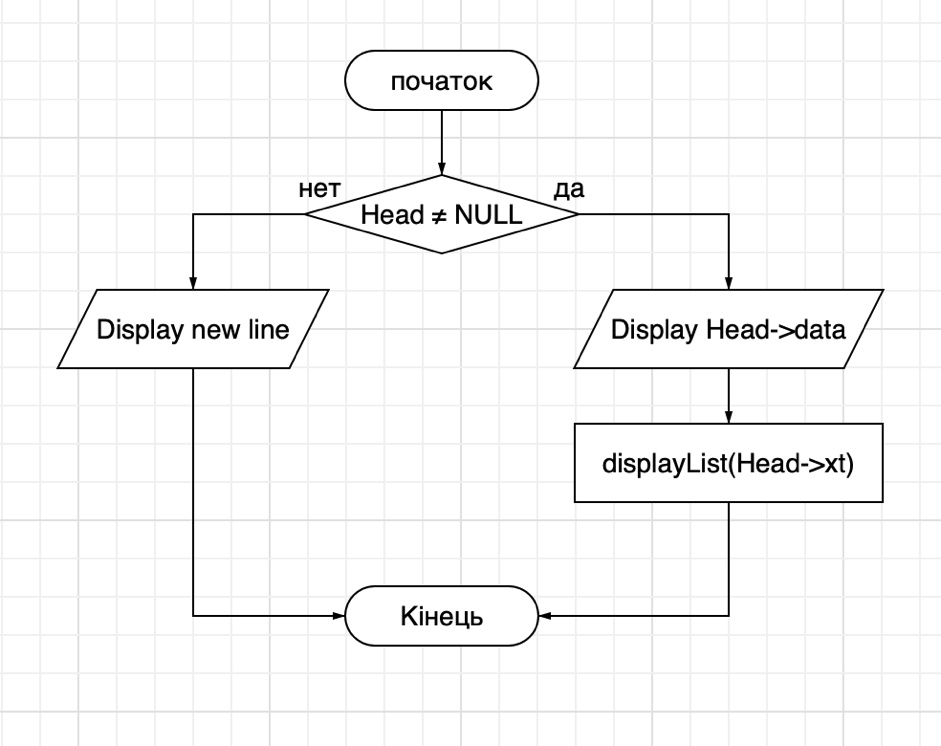 початок
нет
да
Head ≠ NULL
Display new line
Display Head->data
displayList(Head->xt)
Кінець